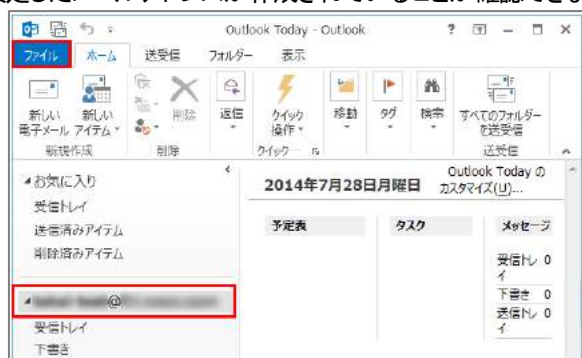 Outlook Today - Outlook
ファイル ホーム 送受信 フォルダー 表示
新しい 電子メール
新しい アイテム
削除
返信
クイック 操作
移動
タグ
検索
すべてのフォルダー を送受信
新規作成 削除 クイック… 送受信
お気に入り
受信トレイ
送信済みアイテム
削除済みアイテム
@
受信トレイ
下書き
2014年7月28日月曜日
Outlook Today の
カスタマイズ(U)...
予定表 タスク メッセージ
受信トレイ 0
下書き 0
送信トレイ 0